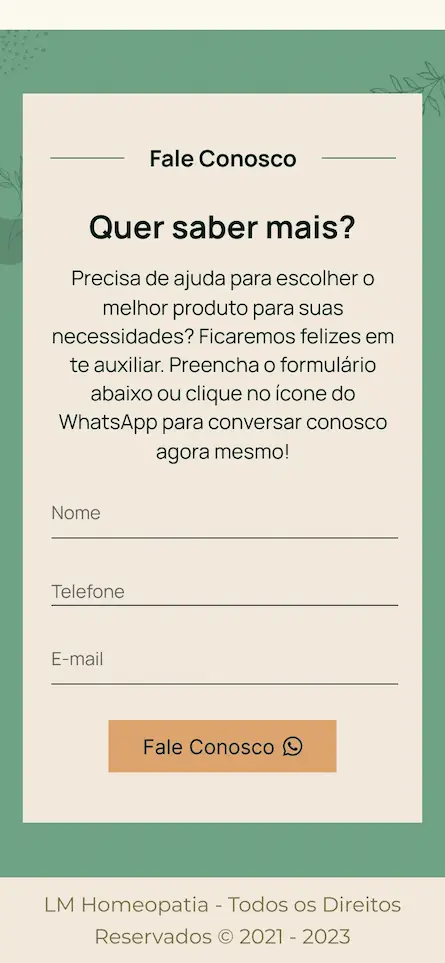 Fale Conosco
Quer saber mais?
Precisa de ajuda para escolher o
melhor produto para suas
necessidades? Ficaremos felizes em
te auxiliar. Preencha o formulário
abaixo ou clique no ícone do
WhatsApp para conversar conosco
agora mesmo!
Nome
Telefone
E-mail
Fale Conosco
LM Homeopatia - Todos os Direitos
Reservados © 2021 - 2023